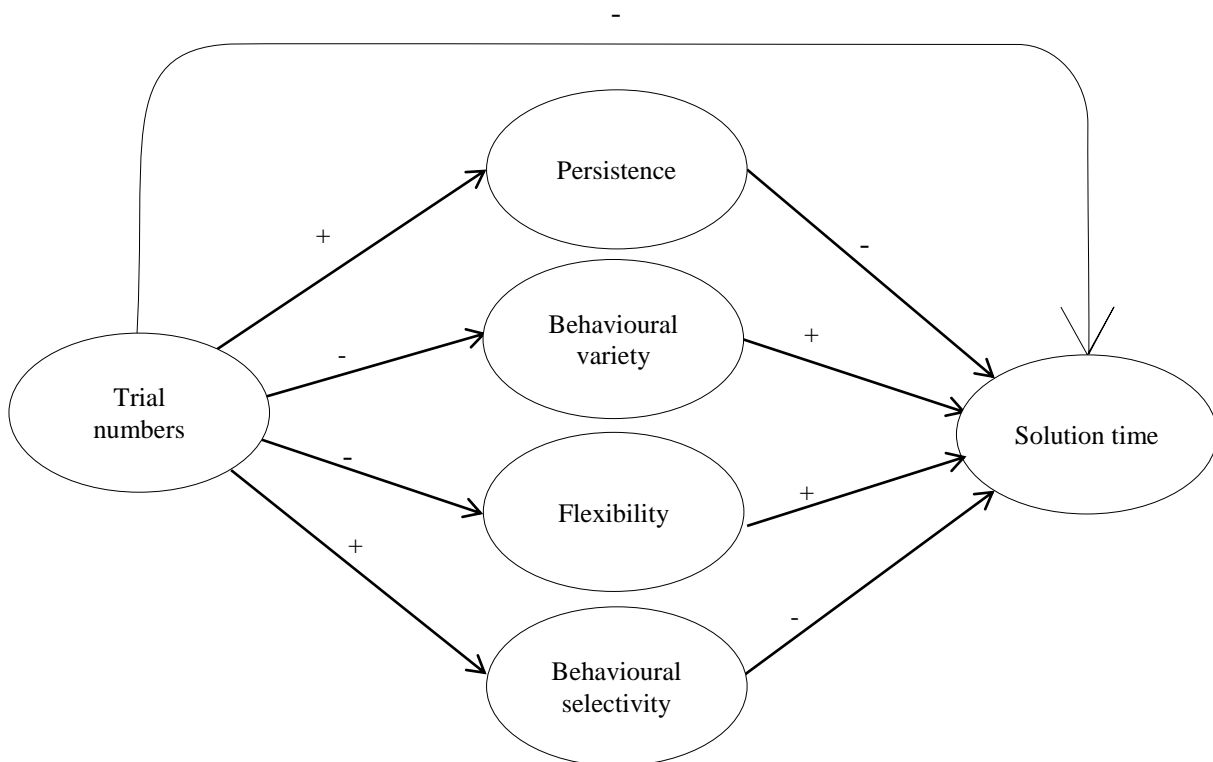 -
Persistence
+
-
Behavioural
variety
-
+
Trial
numbers
Solution time
-
Flexibility
+
+
Behavioural
selectivity
-